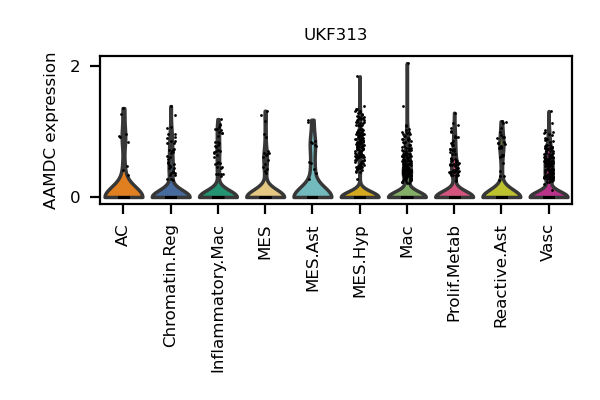 UKF313
AAMDC expression
2
0
AC
Chromatin.Reg
Inflammatory.Mac
MES
MES.Ast
MES.Hyp
Mac
Prolif.Metab
Reactive.Ast
Vasc